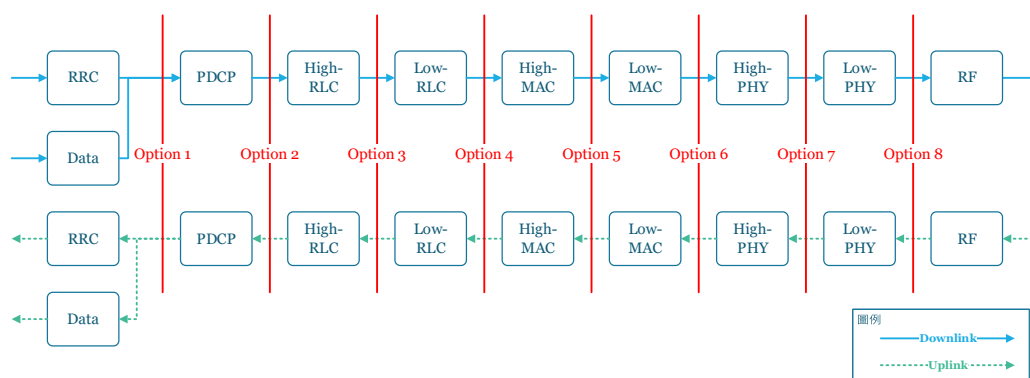 RRC
PDCP
High-
RLC
Low-
RLC
High-
MAC
Low-
MAC
High-
PHY
Low-
PHY
RF
Data
Option 1
Option 2
Option 3
Option 4
Option 5
Option 6
Option 7
Option 8
RRC
PDCP
High-
RLC
Low-
RLC
High-
MAC
Low-
MAC
High-
PHY
Low-
PHY
RF
Data
圖例
Downlink
Uplink